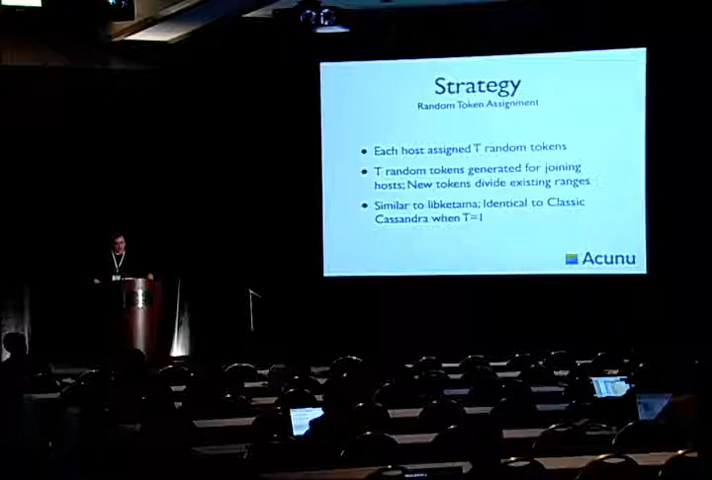 Strategy
Random Token Assignment
• Each host assigned T random tokens
• T random tokens generated for joining
hosts; New tokens divide existing ranges
• Similar to libketama; Identical to Classic
Cassandra when T=1
Acunu